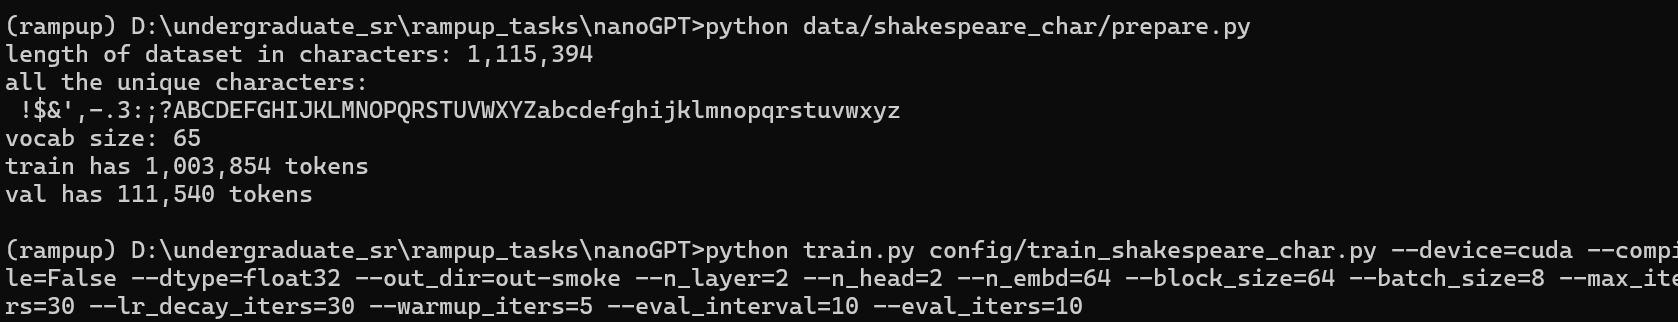 (rampup) D:\undergraduate_sr\rampup_tasks\nanoGPT>python data/shakespeare_char/prepare.py
length of dataset in characters: 1,115,394
all the unique characters:
 !$&',-.3:;?ABCDEFGHIJKLMNOPQRSTUVWXYZabcdefghijklmnopqrstuvwxyz
vocab size: 65
train has 1,003,854 tokens
val has 111,540 tokens
(rampup) D:\undergraduate_sr\rampup_tasks\nanoGPT>python train.py config/train_shakespeare_char.py --device=cuda --compi
le=False --dtype=float32 --out_dir=out-smoke --n_layer=2 --n_head=2 --n_embd=64 --block_size=64 --batch_size=8 --max_ite
rs=30 --lr_decay_iters=30 --warmup_iters=5 --eval_interval=10 --eval_iters=10